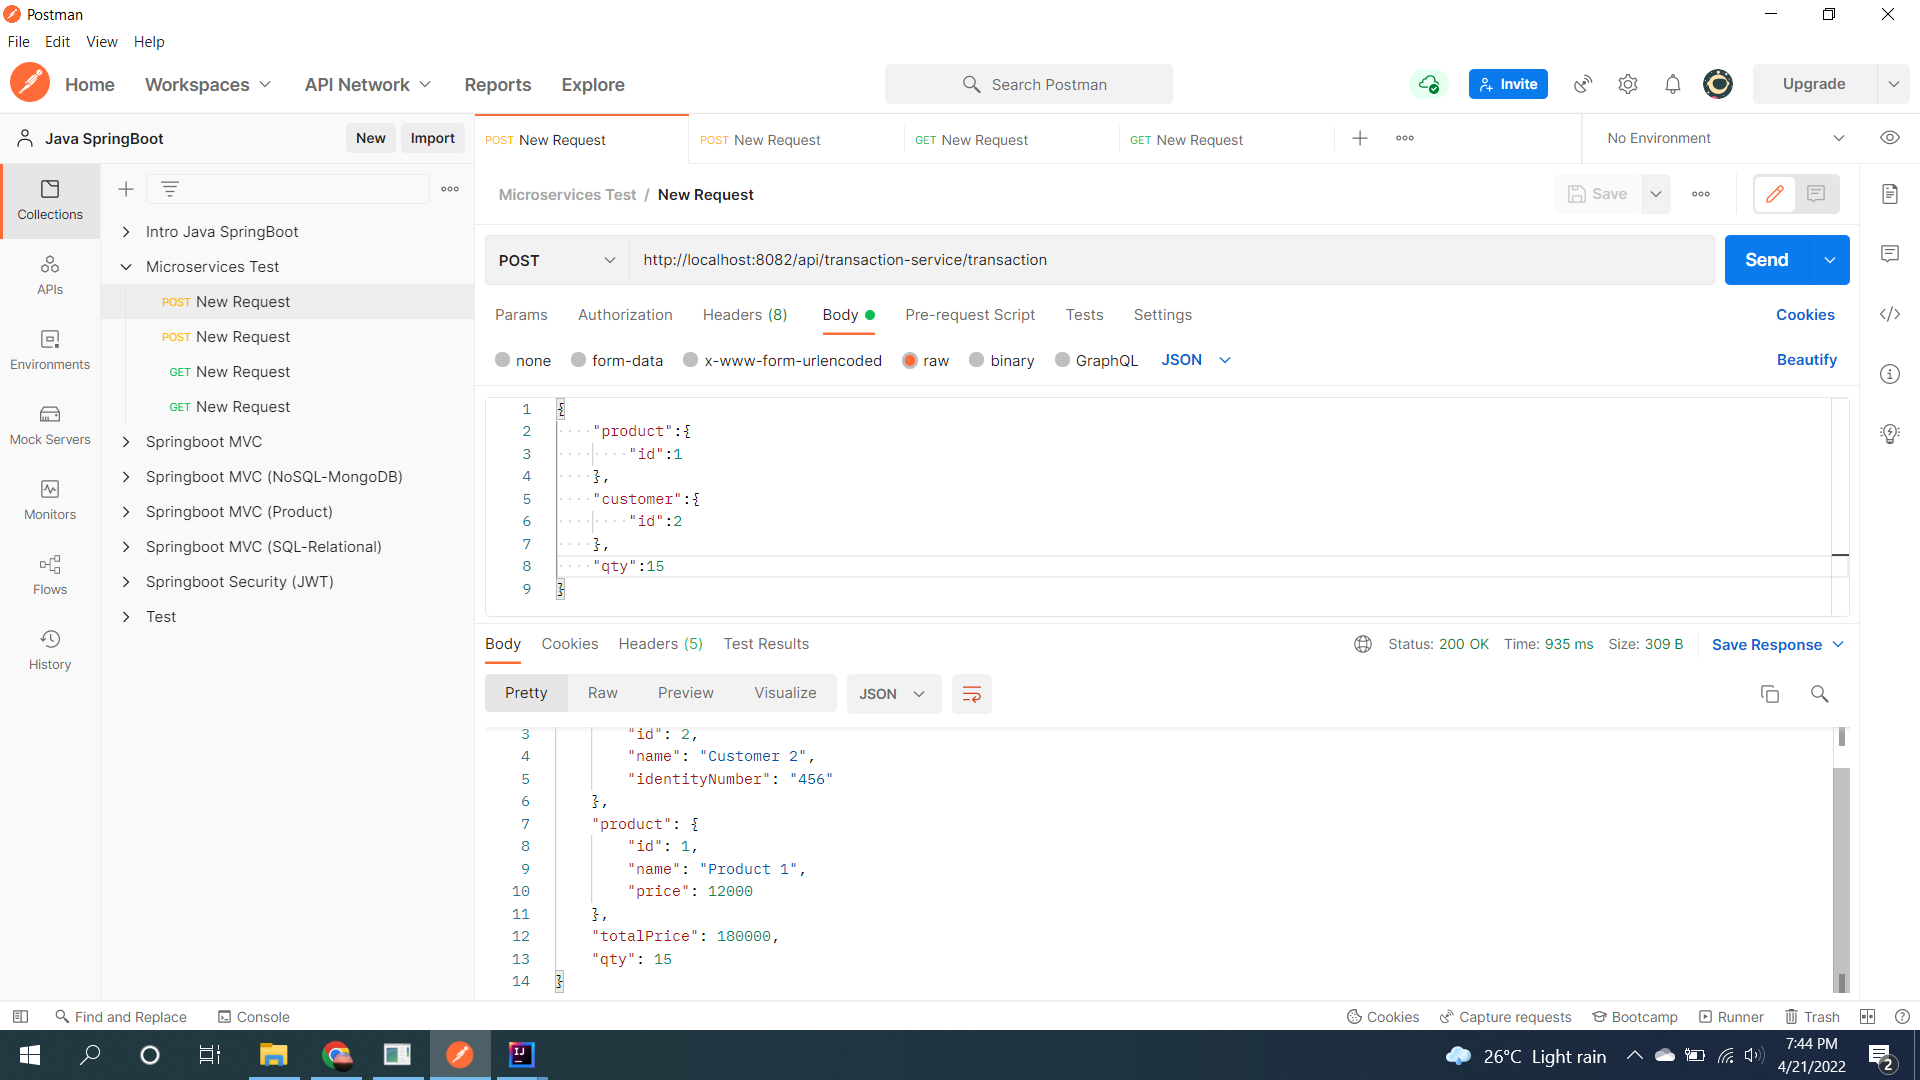 Postman
File Edit View Help
Home Workspaces API Network Reports Explore Search Postman Invite Upgrade
Java SpringBoot New Import
POST New Request POST New Request GET New Request GET New Request No Environment
Collections
APIs
Environments
Mock Servers
Monitors
Flows
History
Intro Java SpringBoot
Microservices Test
POST New Request
POST New Request
GET New Request
GET New Request
Springboot MVC
Springboot MVC (NoSQL-MongoDB)
Springboot MVC (Product)
Springboot MVC (SQL-Relational)
Springboot Security (JWT)
Test
Microservices Test / New Request Save
POST http://localhost:8082/api/transaction-service/transaction Send
Params Authorization Headers (8) Body Pre-request Script Tests Settings Cookies
none form-data x-www-form-urlencoded raw binary GraphQL JSON Beautify
1 {
2 "product":{
3 "id":1
4 },
5 "customer":{
6 "id":2
7 },
8 "qty":15
9 }
Body Cookies Headers (5) Test Results Status: 200 OK Time: 935 ms Size: 309 B Save Response
Pretty Raw Preview Visualize JSON
3 "id": 2,
4 "name": "Customer 2",
5 "identityNumber": "456"
6 },
7 "product": {
8 "id": 1,
9 "name": "Product 1",
10 "price": 12000
11 },
12 "totalPrice": 180000,
13 "qty": 15
14 }
Find and Replace Console Cookies Capture requests Bootcamp Runner Trash
IJ 26°C Light rain 7:44 PM
4/21/2022 2